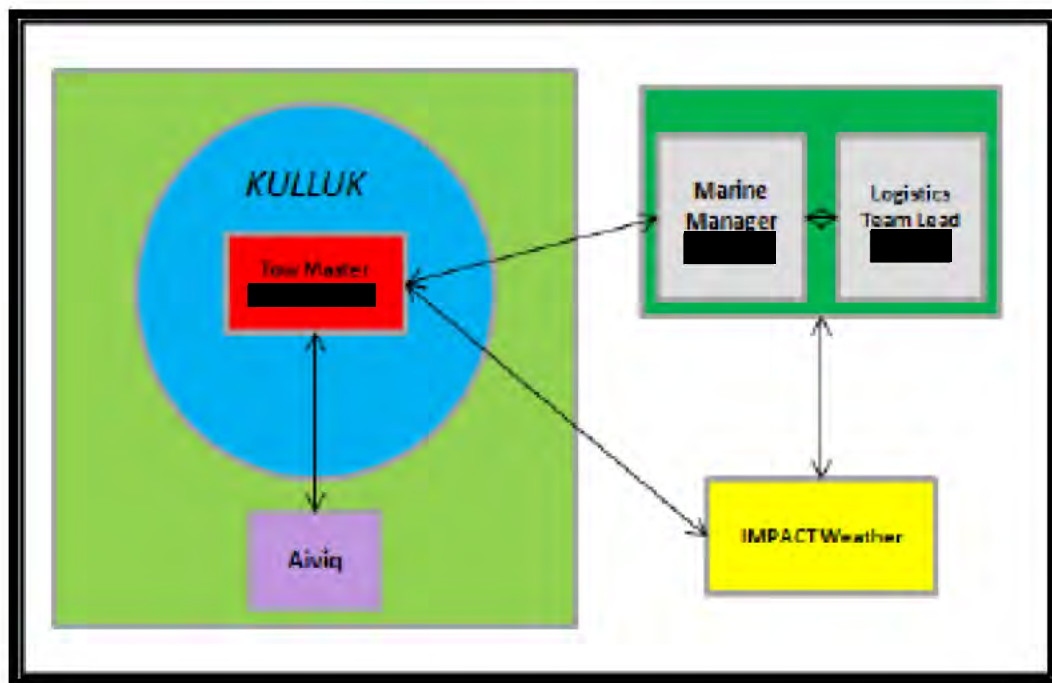 KULLUK
Tow Master
Aiviq
Marine
Manager
Logistics
Team Lead
IMPACT Weather